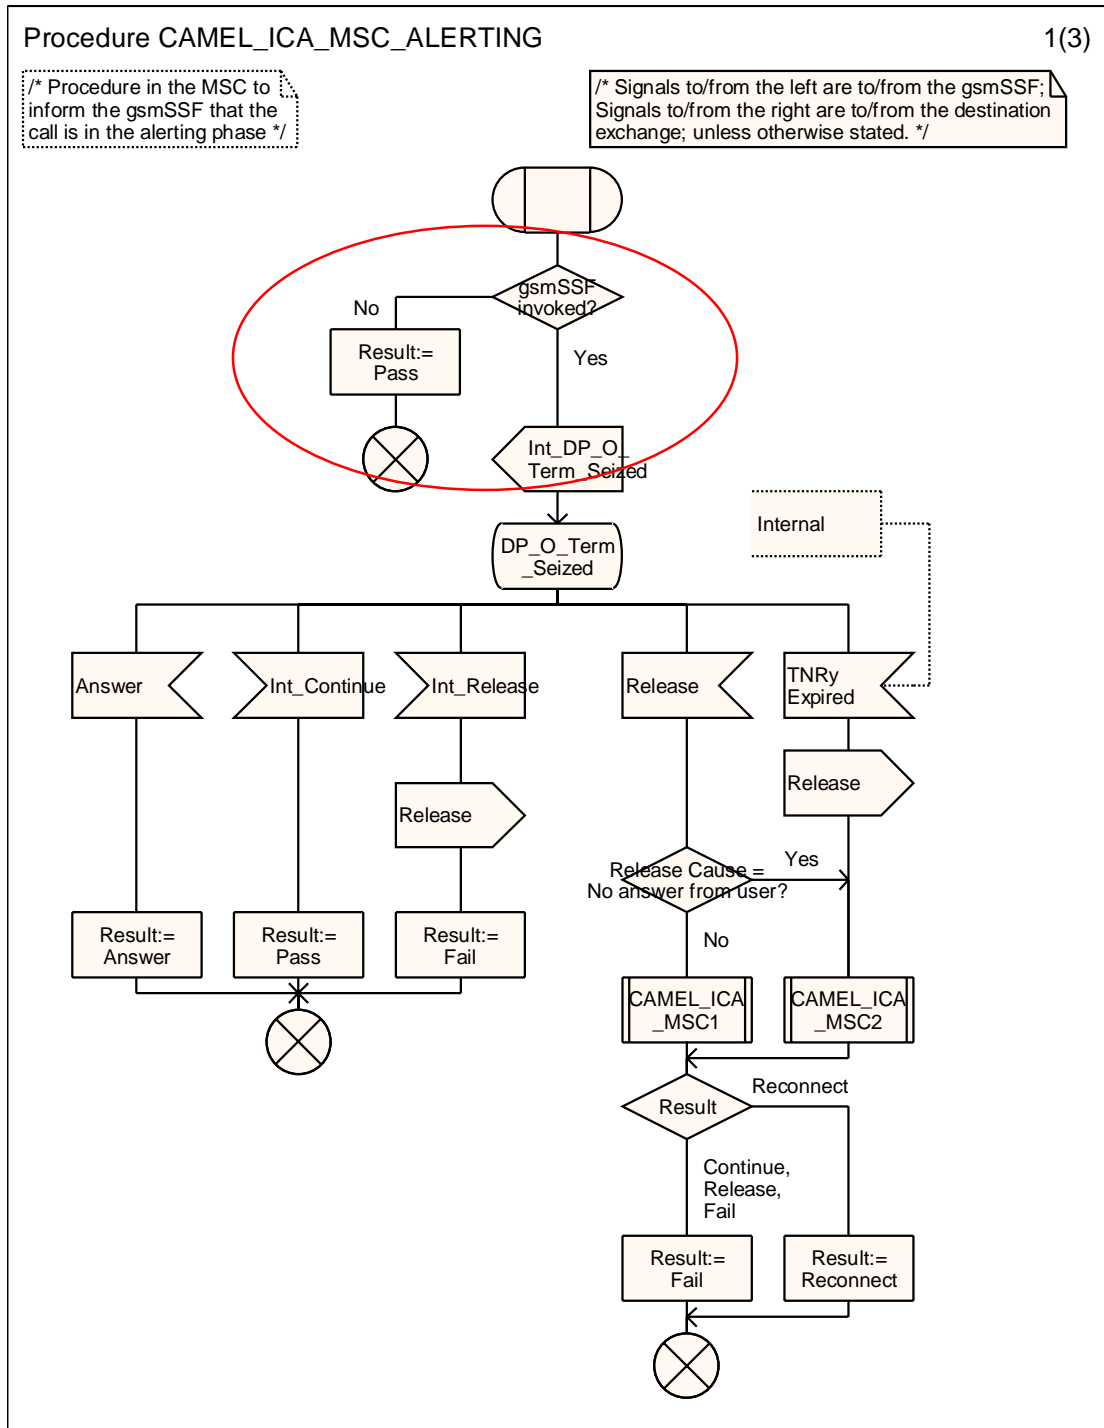 Procedure CAMEL_ICA_MSC_ALERTING
1(3)
/* Procedure in the MSC to
inform the gsmSSF that the
call is in the alerting phase */
/* Signals to/from the left are to/from the gsmSSF;
Signals to/from the right are to/from the destination
exchange; unless otherwise stated. */
gsmSSF
invoked?
No
Yes
Result:=
Pass
Int_DP_O_
Term_Seized
Internal
DP_O_Term
_Seized
Answer
Int_Continue
Int_Release
Release
TNRy
Expired
Release
Release
Release Cause =
No answer from user?
Yes
No
Result:=
Answer
Result:=
Pass
Result:=
Fail
CAMEL_ICA
_MSC1
CAMEL_ICA
_MSC2
Result
Reconnect
Continue,
Release,
Fail
Result:=
Fail
Result:=
Reconnect